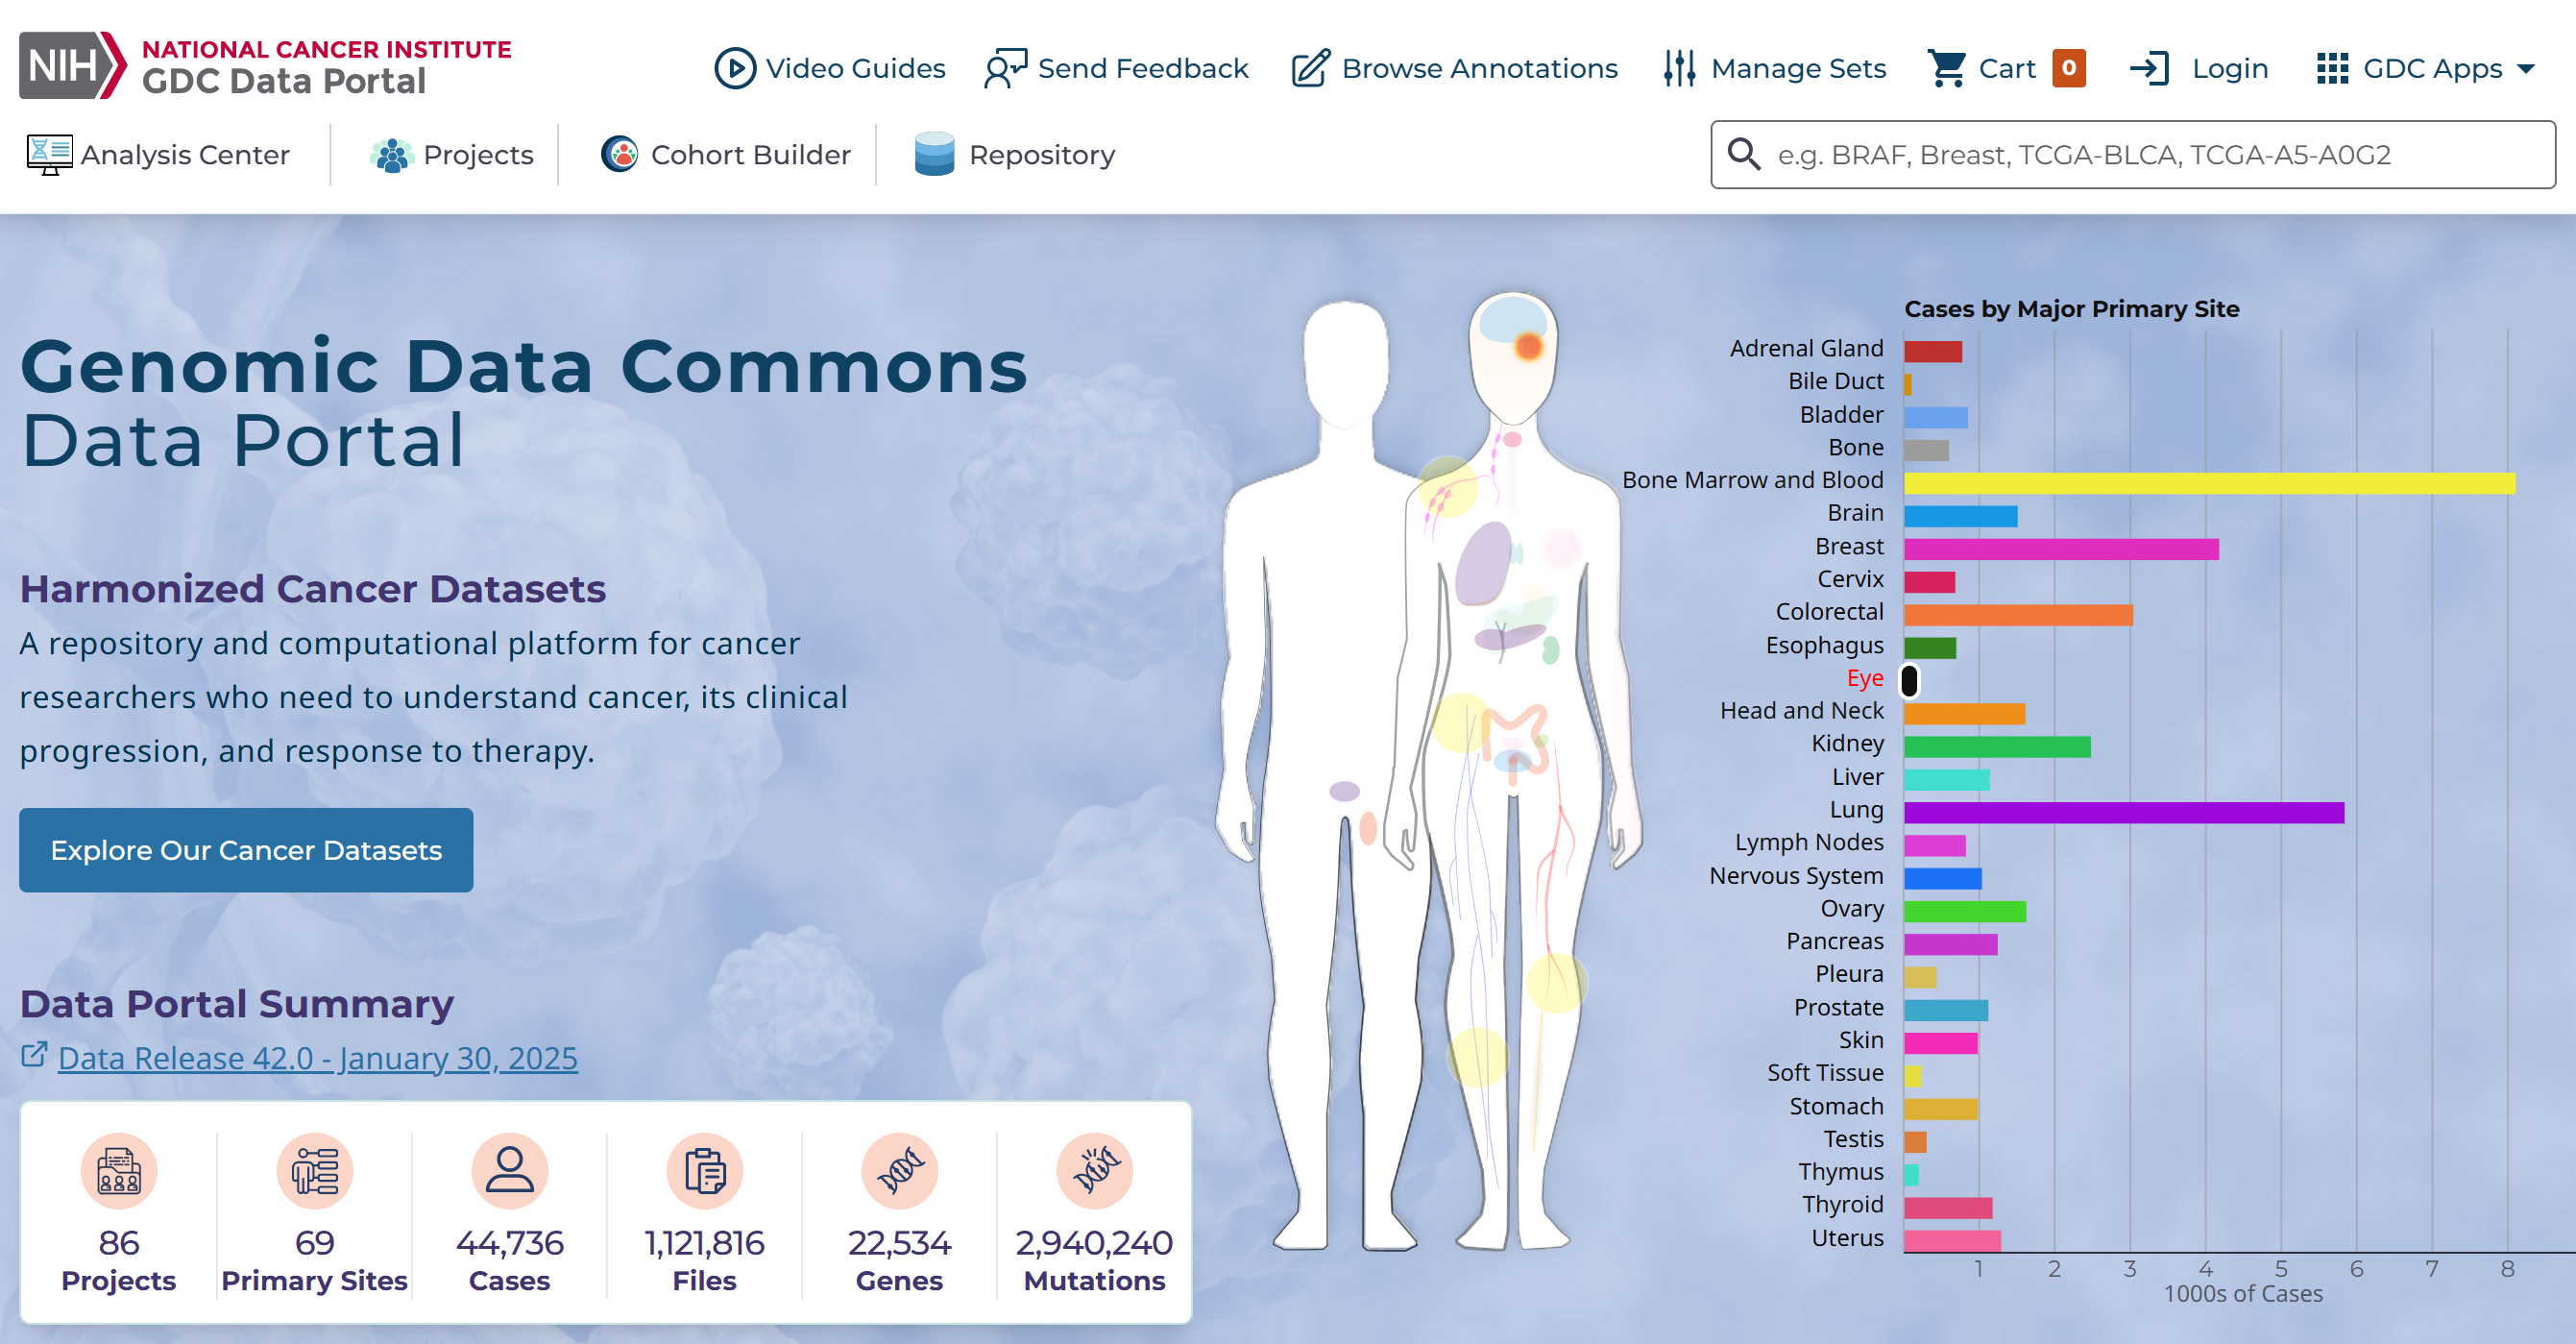 NIH NATIONAL CANCER INSTITUTE
GDC Data Portal
Video Guides
Send Feedback
Browse Annotations
Manage Sets
Cart 0
Login
GDC Apps
Analysis Center
Projects
Cohort Builder
Repository
e.g. BRAF, Breast, TCGA-BLCA, TCGA-A5-A0G2
Genomic Data Commons
Data Portal
Harmonized Cancer Datasets
A repository and computational platform for cancer
researchers who need to understand cancer, its clinical
progression, and response to therapy.
Explore Our Cancer Datasets
Data Portal Summary
Data Release 42.0 - January 30, 2025
86
Projects
69
Primary Sites
44,736
Cases
1,121,816
Files
22,534
Genes
2,940,240
Mutations
Cases by Major Primary Site
Adrenal Gland
Bile Duct
Bladder
Bone
Bone Marrow and Blood
Brain
Breast
Cervix
Colorectal
Esophagus
Eye
Head and Neck
Kidney
Liver
Lung
Lymph Nodes
Nervous System
Ovary
Pancreas
Pleura
Prostate
Skin
Soft Tissue
Stomach
Testis
Thymus
Thyroid
Uterus
1 2 3 4 5 6 7 8
1000s of Cases